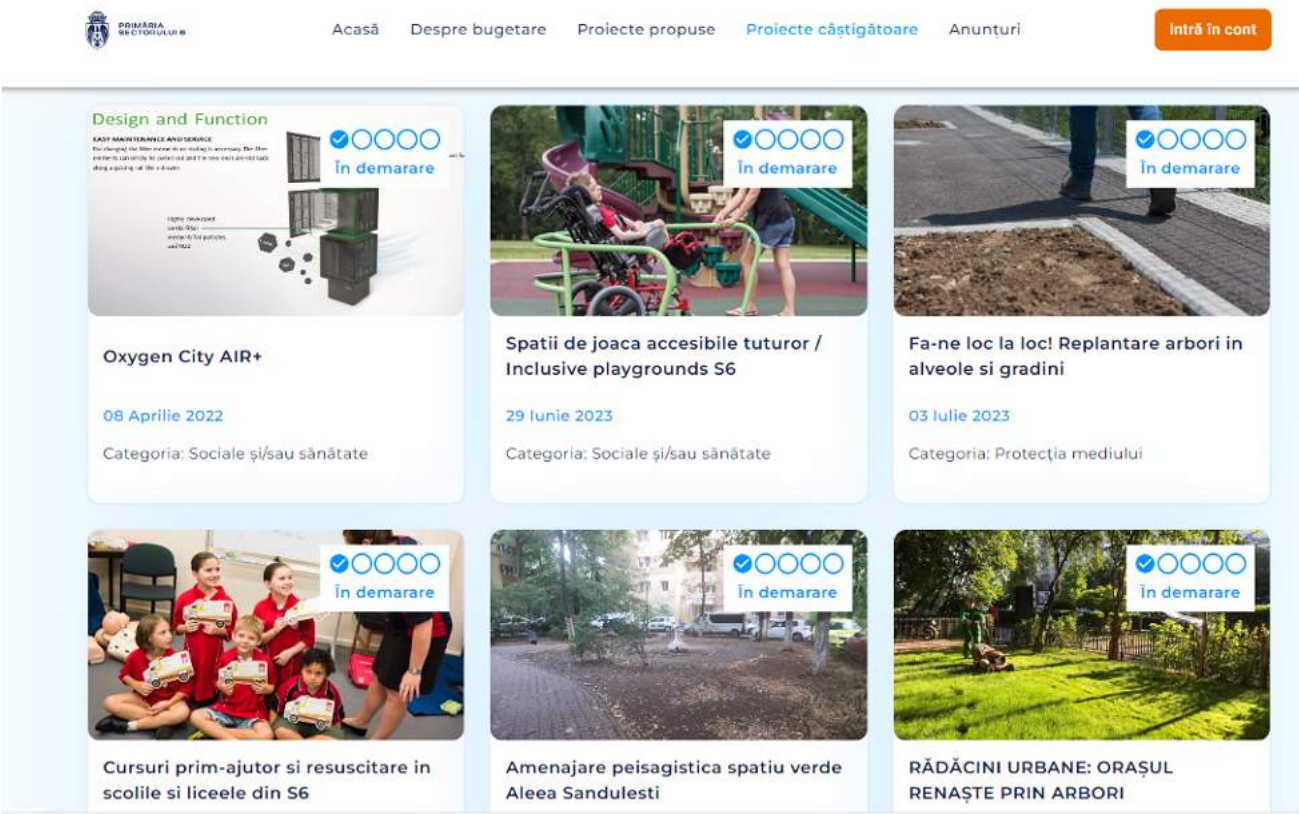 PRIMĂRIA
SECTORULUI 6
Acasă
Despre bugetare
Proiecte propuse
Proiecte câștigătoare
Anunțuri
Intră în cont
Design and Function
EASY MAINTENANCE AND SERVICE
În demarare
Oxygen City AIR+
08 Aprilie 2022
Categoria: Sociale și/sau sănătate
În demarare
Spatii de joaca accesibile tuturor /
Inclusive playgrounds S6
29 Iunie 2023
Categoria: Sociale și/sau sănătate
În demarare
Fa-ne loc la loc! Replantare arbori in
alveole si gradini
03 Iulie 2023
Categoria: Protecția mediului
În demarare
Cursuri prim-ajutor si resuscitare in
scolile si liceele din S6
În demarare
Amenajare peisagistica spatiu verde
Aleea Sandulesti
În demarare
RĂDĂCINI URBANE: ORAȘUL
RENAȘTE PRIN ARBORI